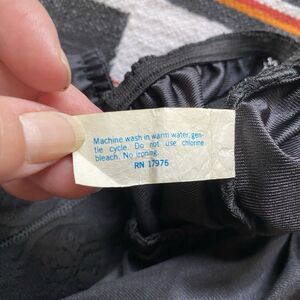 Machine wash in warm water, gen-
tle cycle. Do not use chlorine
bleach. No ironing.
RN 17976